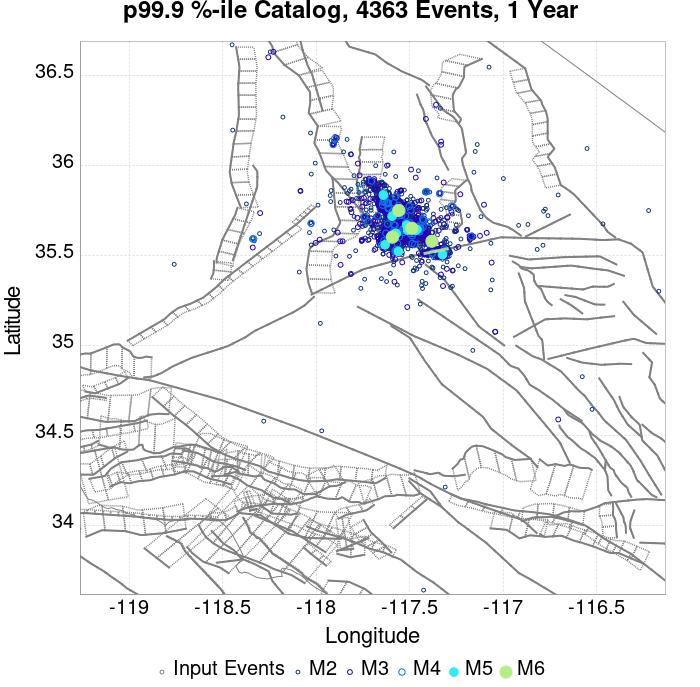 p99.9 %-ile Catalog, 4363 Events, 1 Year
36.5
36
35.5
35
34.5
34
Latitude
-119
-118.5
-118
-117.5
-117
-116.5
Longitude
Input Events
M2
M3
M4
M5
M6